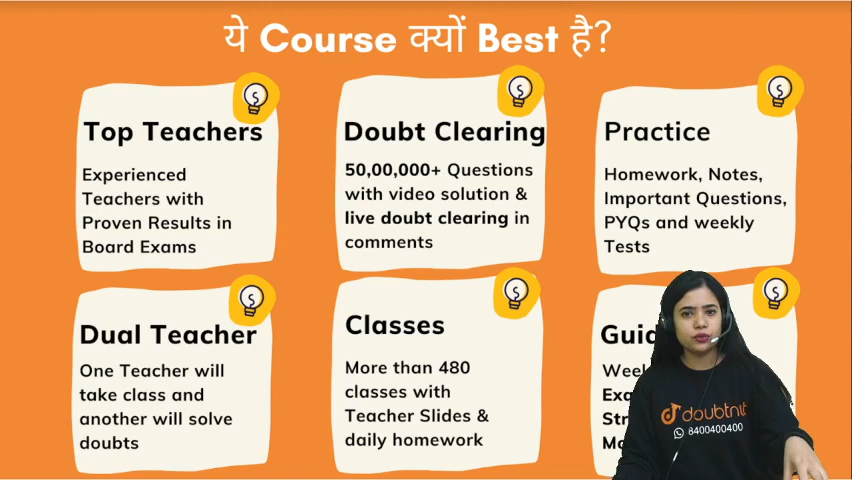 ये Course क्यों Best है?
Top Teachers
Experienced
Teachers with
Proven Results in
Board Exams
Doubt Clearing
50,00,000+ Questions
with video solution &
live doubt clearing in
comments
Practice
Homework, Notes,
Important Questions,
PYQs and weekly
Tests
Dual Teacher
One Teacher will
take class and
another will solve
doubts
Classes
More than 480
classes with
Teacher Slides &
daily homework
doubtnut
8400400400